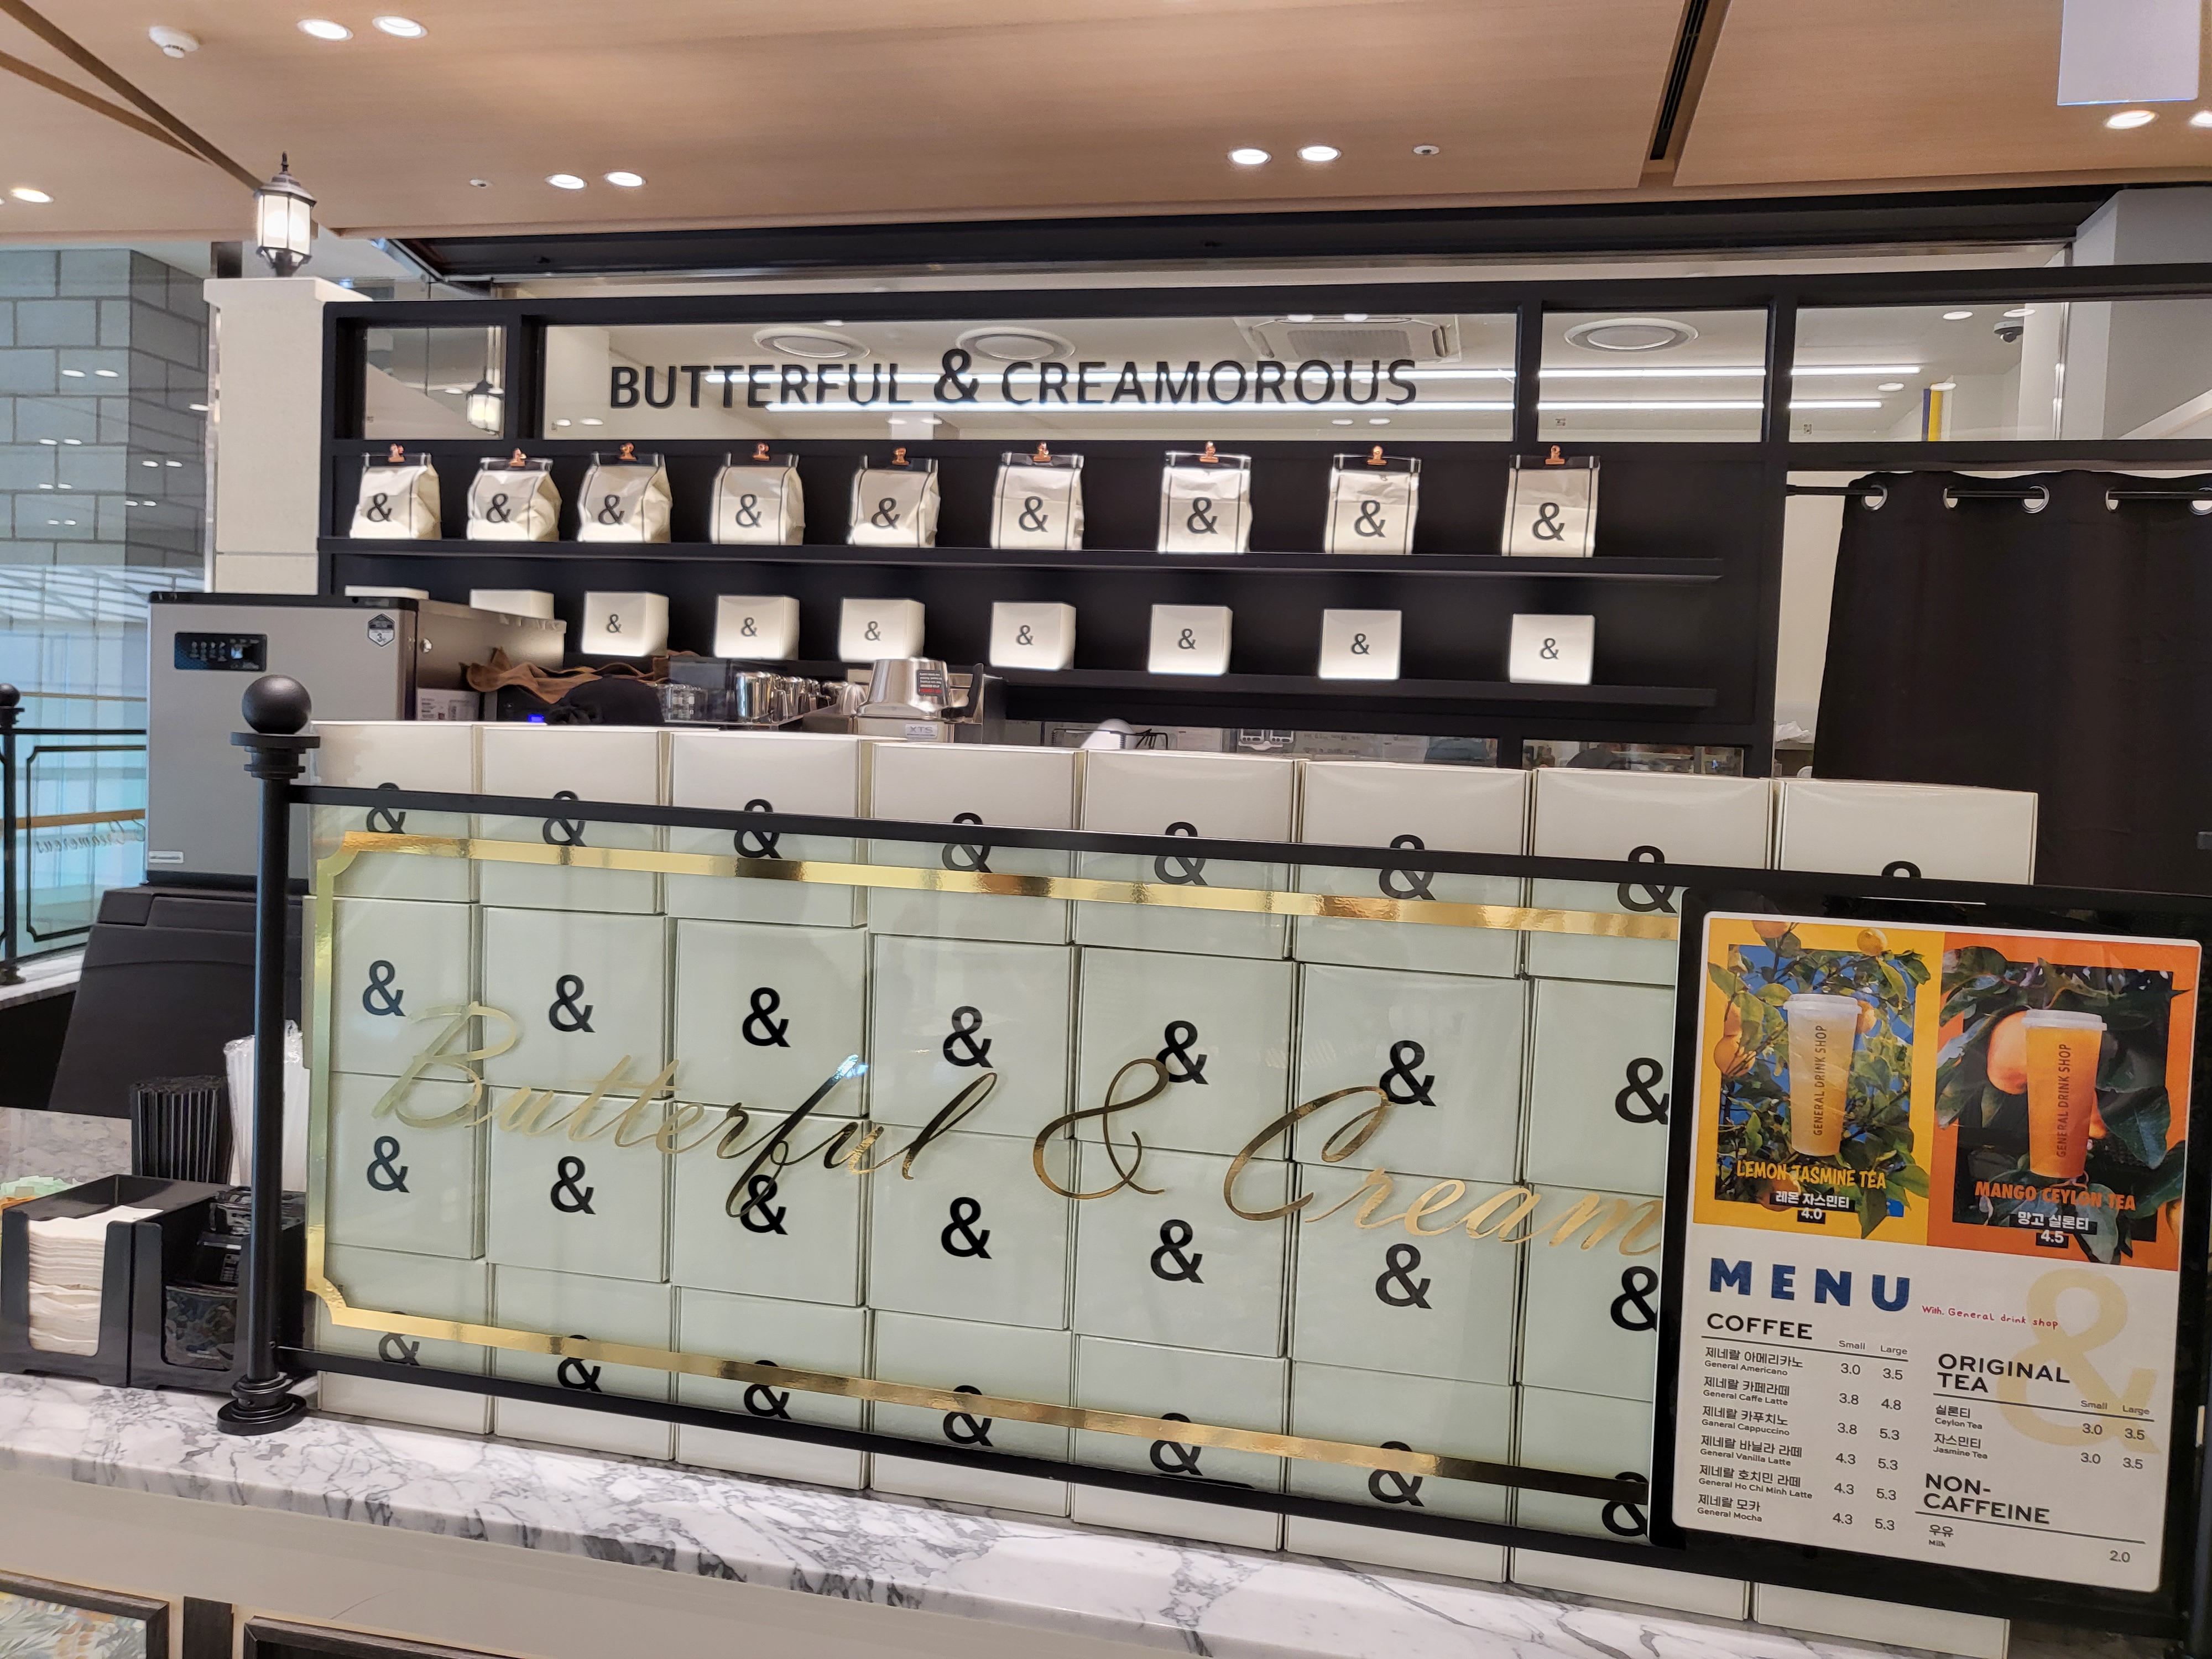 BUTTERFUL & CREAMOROUS
& & & & & & & & &
& & & & & & & &
XTS
& & & & & & & &
& & & & & & &
Butterful & Cream
& & & & & & &
& & & & & & &
GENERAL DRINK SHOP
LEMON JASMINE TEA
레몬 자스민티
4.0
GENERAL DRINK SHOP
MANGO CEYLON TEA
망고 실론티
4.5
MENU
With. General drink shop
&
COFFEE
Small Large
제네랄 아메리카노 3.0 3.5
General Americano
제네랄 카페라떼 3.8 4.8
General Caffe Latte
제네랄 카푸치노 3.8 5.3
Ganeral Cappuccino
제네랄 바닐라 라떼 4.3 5.3
General Vanilla Latte
제네랄 호치민 라떼 4.3 5.3
General Ho Chi Minh Latte
제네랄 모카 4.3 5.3
General Mocha
ORIGINAL
TEA
Small Large
실론티 3.0 3.5
Ceylon Tea
자스민티 3.0 3.5
Jasmine Tea
NON-
CAFFEINE
우유 2.0
Milk